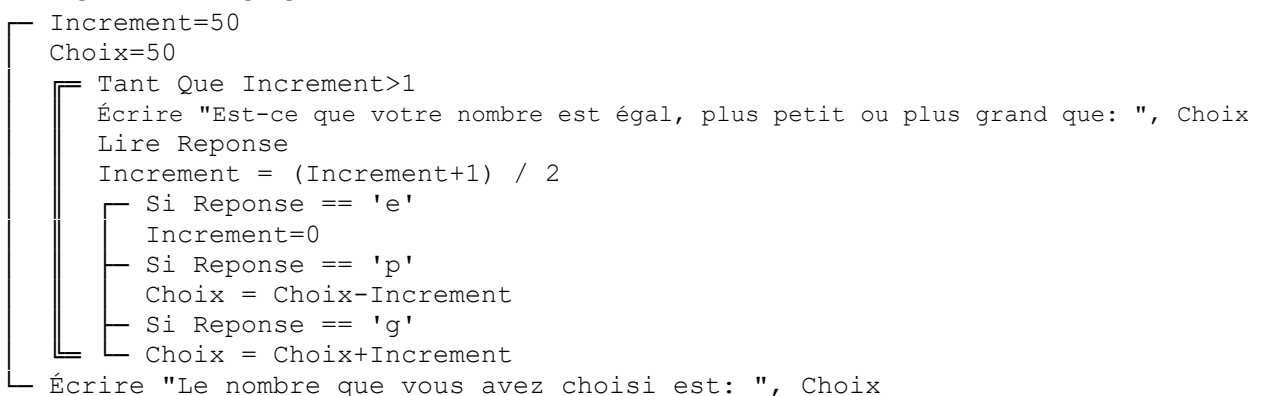 Increment=50
Choix=50
Tant Que Increment>1
Écrire "Est-ce que votre nombre est égal, plus petit ou plus grand que: ", Choix
Lire Reponse
Increment = (Increment+1) / 2
Si Reponse == 'e'
Increment=0
Si Reponse == 'p'
Choix = Choix-Increment
Si Reponse == 'g'
Choix = Choix+Increment
Écrire "Le nombre que vous avez choisi est: ", Choix